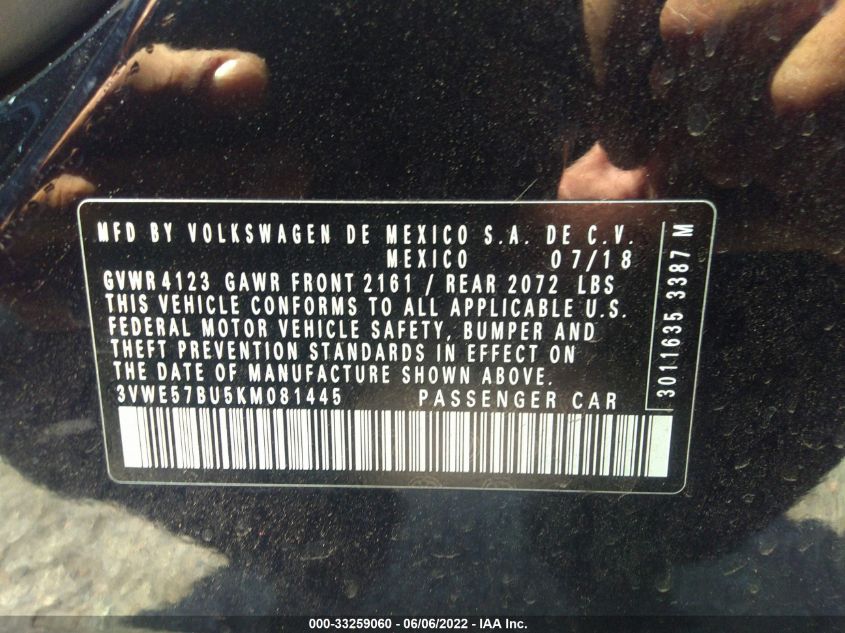 MFD BY VOLKSWAGEN DE MEXICO S.A. DE C.V.
MEXICO 07/18
GVWR 4123 GAWR FRONT 2161 / REAR 2072 LBS
THIS VEHICLE CONFORMS TO ALL APPLICABLE U.S.
FEDERAL MOTOR VEHICLE SAFETY, BUMPER AND
THEFT PREVENTION STANDARDS IN EFFECT ON
THE DATE OF MANUFACTURE SHOWN ABOVE.
3VWE57BU5KM081445 PASSENGER CAR
3011635 3387 M
000-33259060 - 06/06/2022 - IAA Inc.